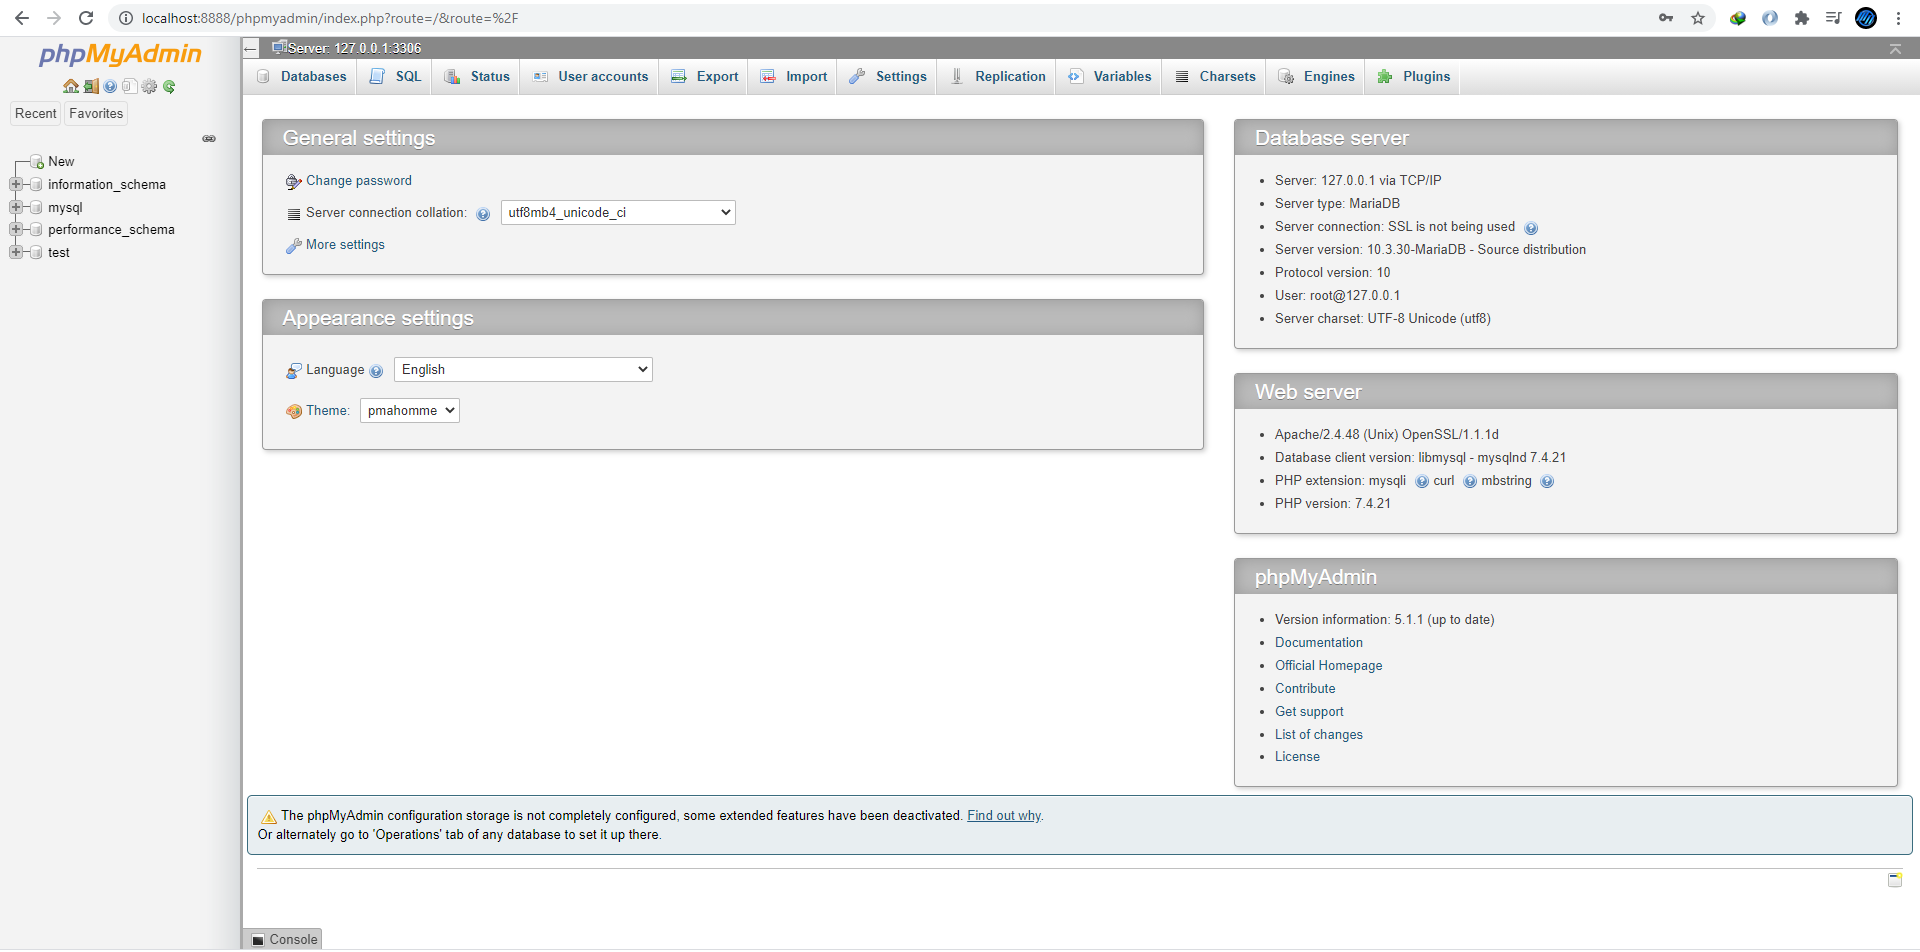 localhost:8888/phpmyadmin/index.php?route=/&route=%2F
phpMyAdmin
Recent Favorites
New
information_schema
mysql
performance_schema
test
Server: 127.0.0.1:3306
Databases SQL Status User accounts Export Import Settings Replication Variables Charsets Engines Plugins
General settings
Change password
Server connection collation: utf8mb4_unicode_ci
More settings
Appearance settings
Language English
Theme: pmahomme
Database server
Server: 127.0.0.1 via TCP/IP
Server type: MariaDB
Server connection: SSL is not being used
Server version: 10.3.30-MariaDB - Source distribution
Protocol version: 10
User: root@127.0.0.1
Server charset: UTF-8 Unicode (utf8)
Web server
Apache/2.4.48 (Unix) OpenSSL/1.1.1d
Database client version: libmysql - mysqlnd 7.4.21
PHP extension: mysqli curl mbstring
PHP version: 7.4.21
phpMyAdmin
Version information: 5.1.1 (up to date)
Documentation
Official Homepage
Contribute
Get support
List of changes
License
The phpMyAdmin configuration storage is not completely configured, some extended features have been deactivated. Find out why.
Or alternately go to 'Operations' tab of any database to set it up there.
Console